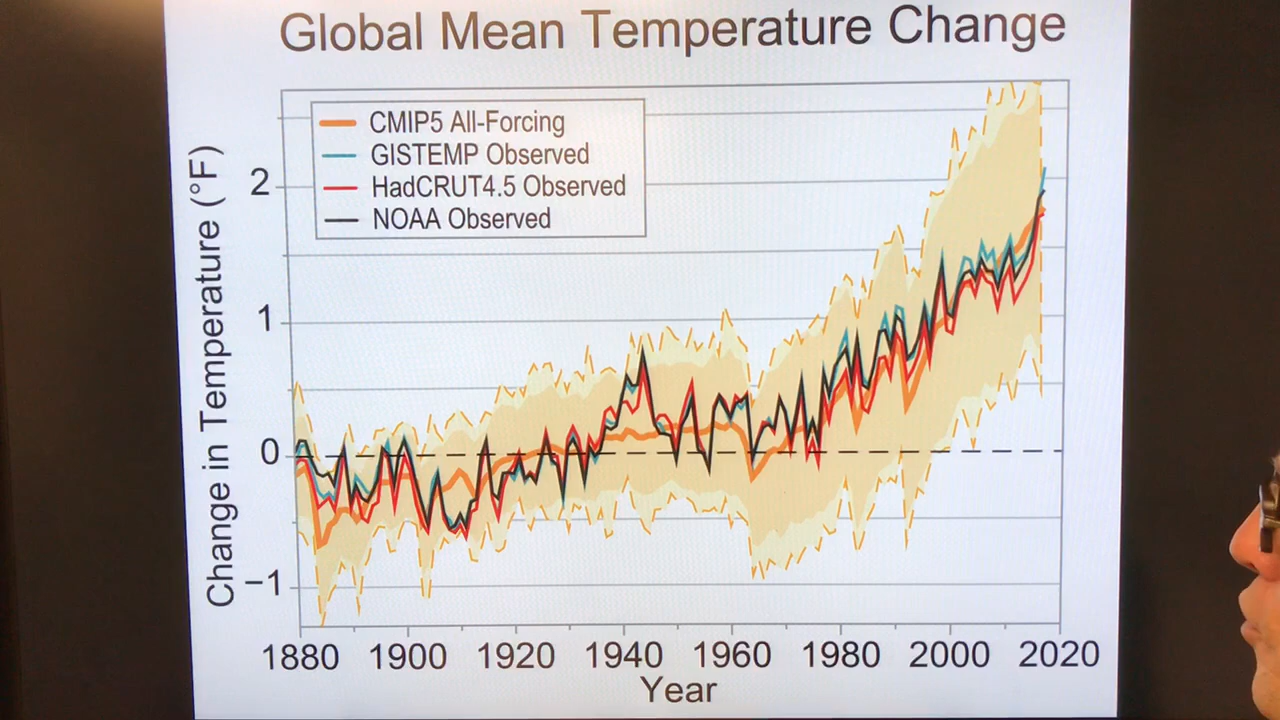 Global Mean Temperature Change
CMIP5 All-Forcing
GISTEMP Observed
HadCRUT4.5 Observed
NOAA Observed
Change in Temperature (°F)
2
1
0
−1
1880 1900 1920 1940 1960 1980 2000 2020
Year